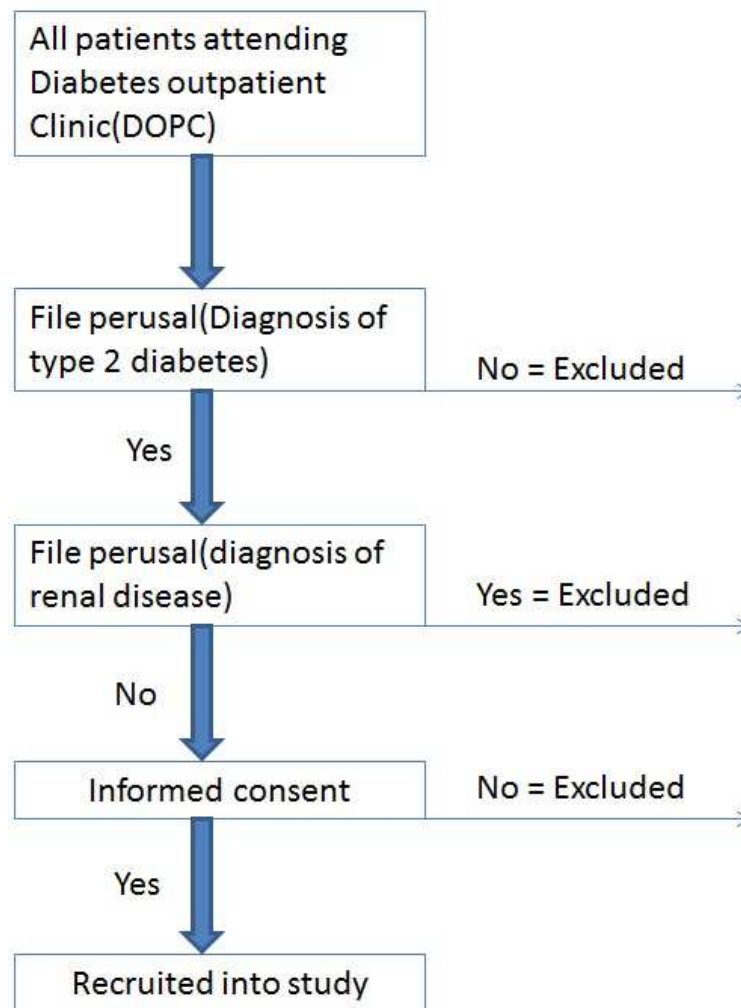 All patients attending
Diabetes outpatient
Clinic(DOPC)
File perusal(Diagnosis of
type 2 diabetes)
No = Excluded
Yes
File perusal(diagnosis of
renal disease)
Yes = Excluded
No
Informed consent
No = Excluded
Yes
Recruited into study